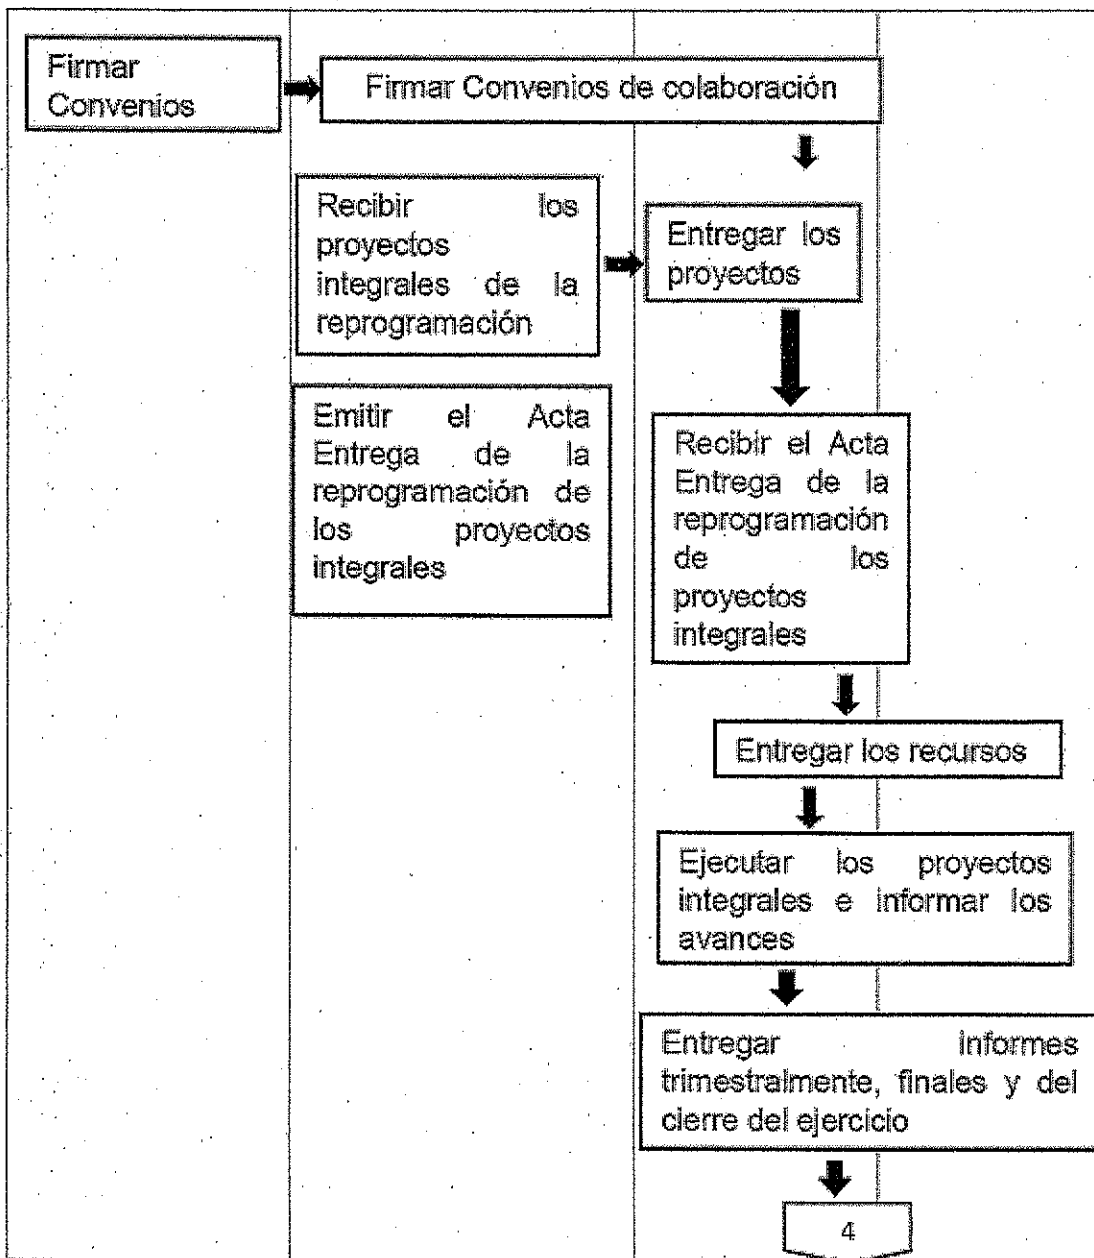 Firmar
Convenios
Firmar Convenios de colaboración
Recibir los
proyectos
integrales de la
reprogramación
Entregar los
proyectos
Emitir el Acta
Entrega de la
reprogramación de
los proyectos
integrales
Recibir el Acta
Entrega de la
reprogramación
de los
proyectos
integrales
Entregar los recursos
Ejecutar los proyectos
integrales e informar los
avances
Entregar informes
trimestralmente, finales y del
cierre del ejercicio
4